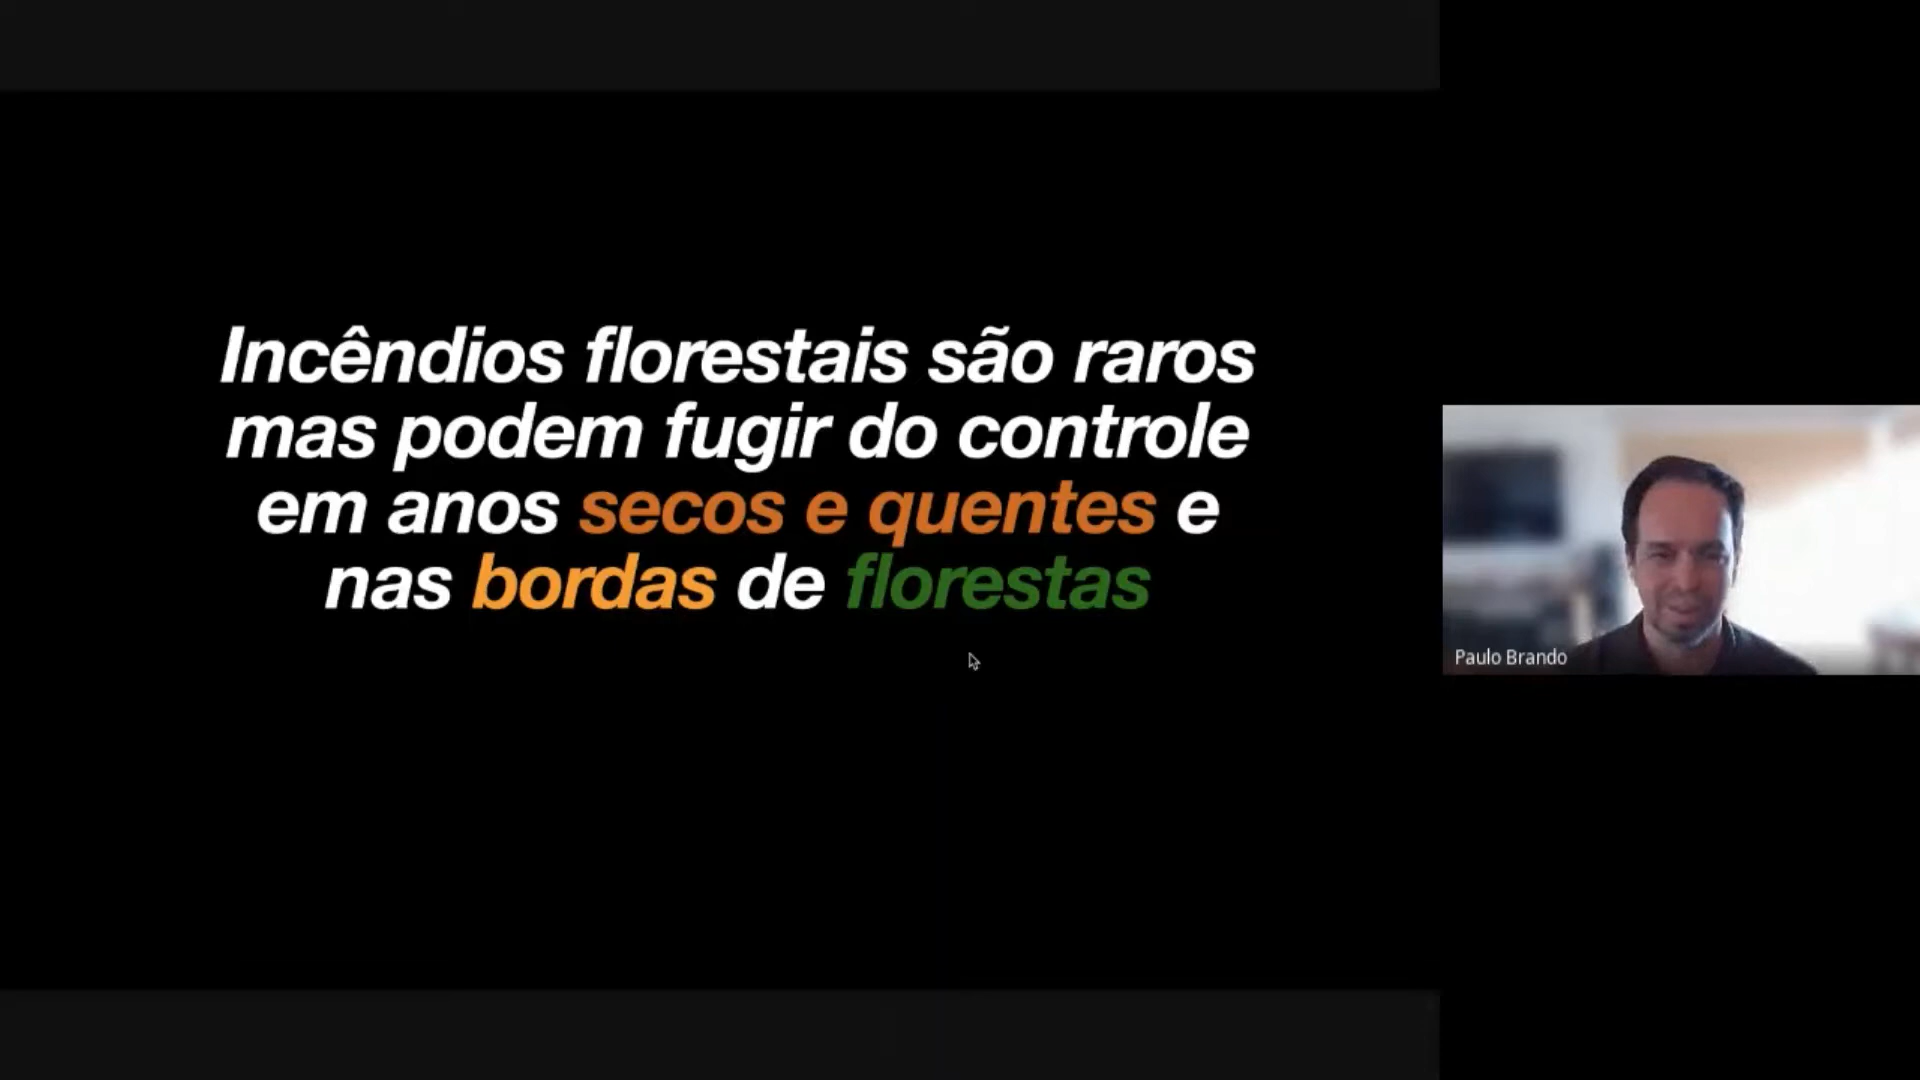 Incêndios florestais são raros
mas podem fugir do controle
em anos secos e quentes e
nas bordas de florestas
Paulo Brando